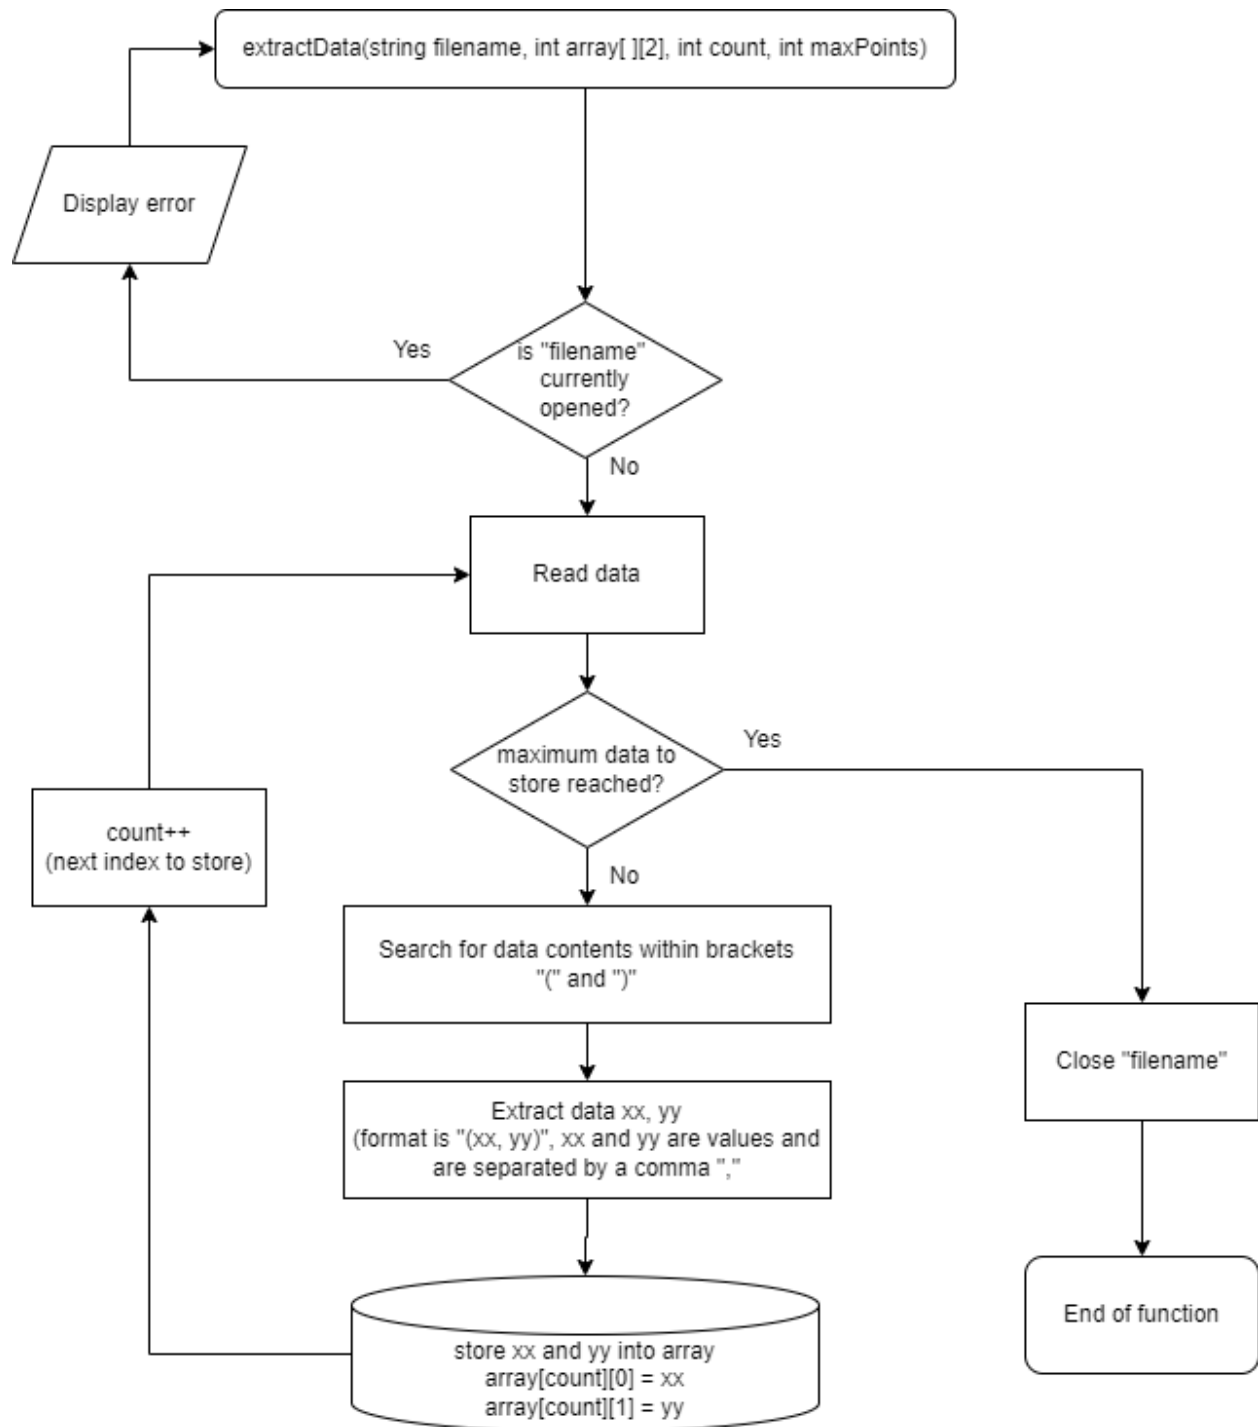 extractData(string filename, int array[ ][2], int count, int maxPoints)
Display error
Yes
is "filename"
currently
opened?
No
Read data
maximum data to
store reached?
Yes
No
count++
(next index to store)
Search for data contents within brackets
"(" and ")"
Extract data xx, yy
(format is "(xx, yy)", xx and yy are values and
are separated by a comma ","
store xx and yy into array
array[count][0] = xx
array[count][1] = yy
Close "filename"
End of function